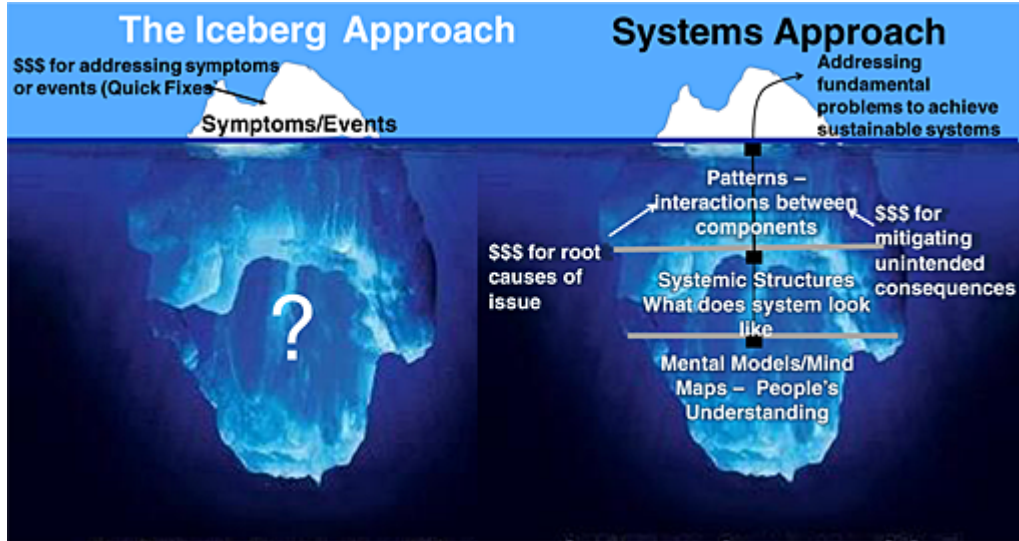 The Iceberg Approach
$$$ for addressing symptoms
or events (Quick Fixes
Symptoms/Events
?
Systems Approach
Addressing
fundamental
problems to achieve
sustainable systems
Patterns –
interactions between
components
$$$ for root
causes of
issue
$$$ for
mitigating
unintended
consequences
Systemic Structures
What does system look
like
Mental Models/Mind
Maps – People's
Understanding